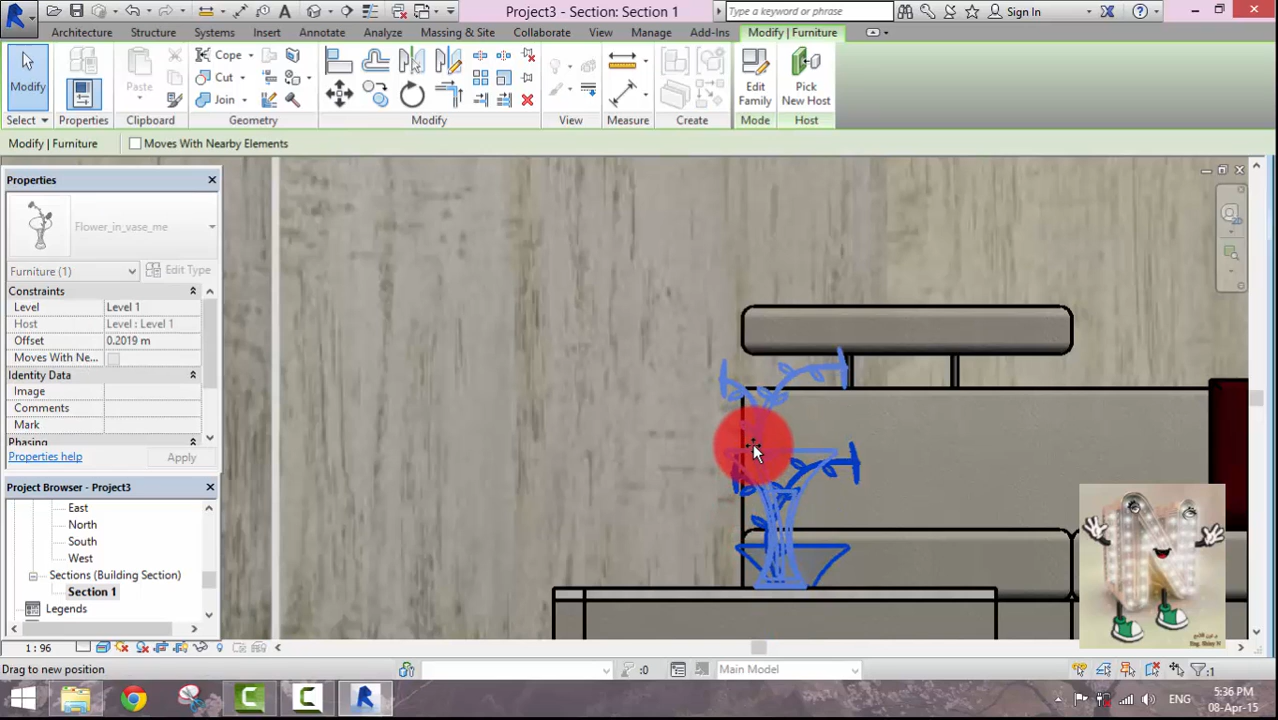 Project3 - Section: Section 1
Type a keyword or phrase
Sign In
Architecture Structure Systems Insert Annotate Analyze Massing & Site Collaborate View Manage Add-Ins Modify | Furniture
Modify
Paste
Cope
Cut
Join
Edit Family
Pick New Host
Select Properties Clipboard Geometry Modify View Measure Create Mode Host
Modify | Furniture Moves With Nearby Elements
Properties
Flower_in_vase_me
Furniture (1) Edit Type
Constraints
Level Level 1
Host Level : Level 1
Offset 0.2019 m
Moves With Ne...
Identity Data
Image
Comments
Mark
Phasing
Properties help Apply
Project Browser - Project3
East
North
South
West
Sections (Building Section)
Section 1
Legends
1 : 96
Drag to new position :0 Main Model :1
ENG 5:36 PM
08-Apr-15